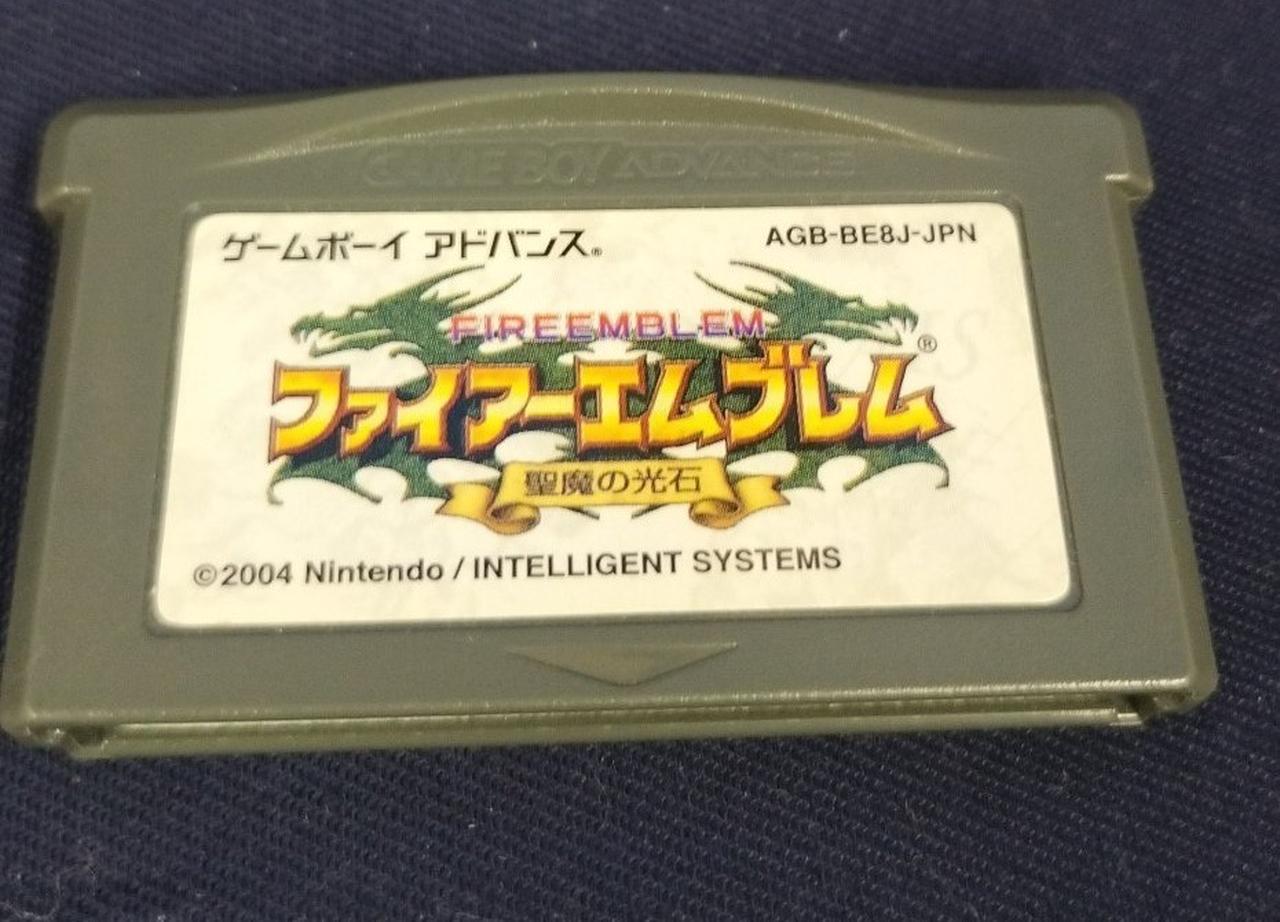 GAME BOY ADVANCE
ゲームボーイ アドバンス®
AGB-BE8J-JPN
FIREEMBLEM
ファイアーエムブレム®
聖魔の光石
©2004 Nintendo / INTELLIGENT SYSTEMS